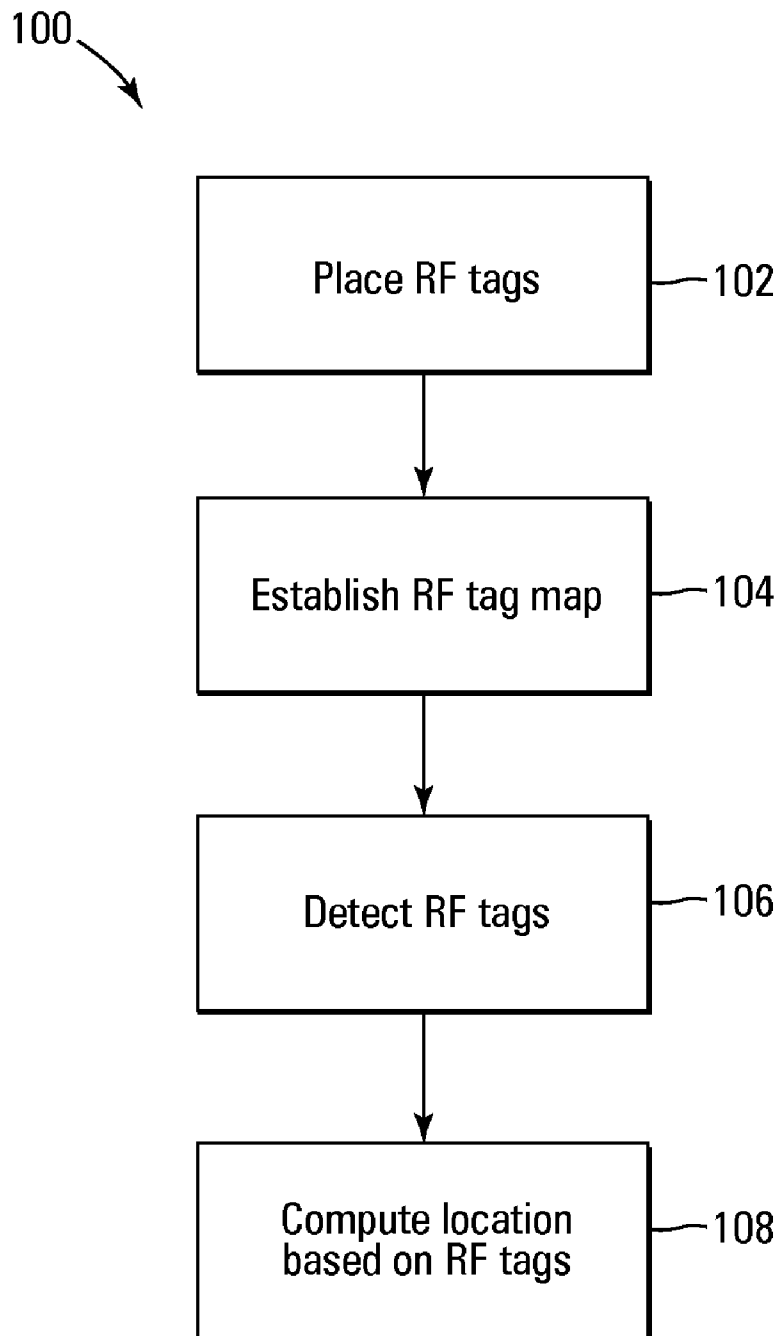 100
Place RF tags
102
Establish RF tag map
104
Detect RF tags
106
Compute location
based on RF tags
108